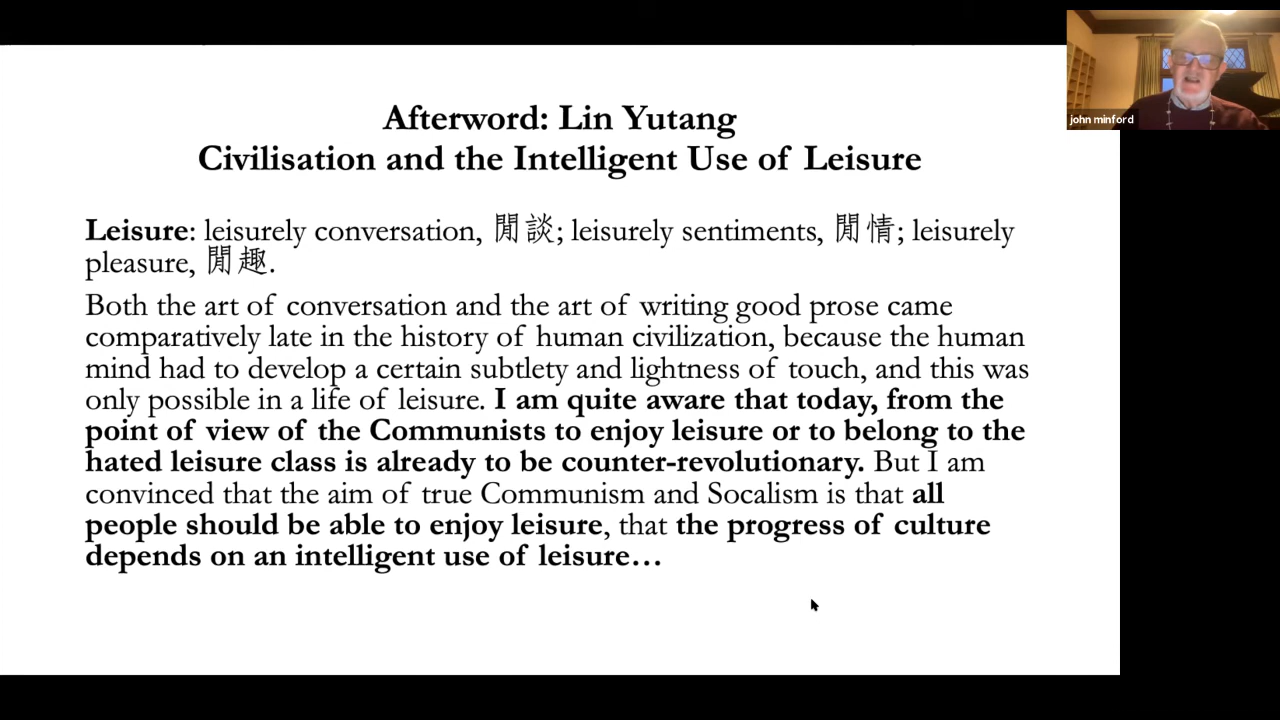 Afterword: Lin Yutang
Civilisation and the Intelligent Use of Leisure
Leisure: leisurely conversation, 閒談; leisurely sentiments, 閒情; leisurely
pleasure, 閒趣.
Both the art of conversation and the art of writing good prose came
comparatively late in the history of human civilization, because the human
mind had to develop a certain subtlety and lightness of touch, and this was
only possible in a life of leisure. I am quite aware that today, from the
point of view of the Communists to enjoy leisure or to belong to the
hated leisure class is already to be counter-revolutionary. But I am
convinced that the aim of true Communism and Socalism is that all
people should be able to enjoy leisure, that the progress of culture
depends on an intelligent use of leisure…
john minford